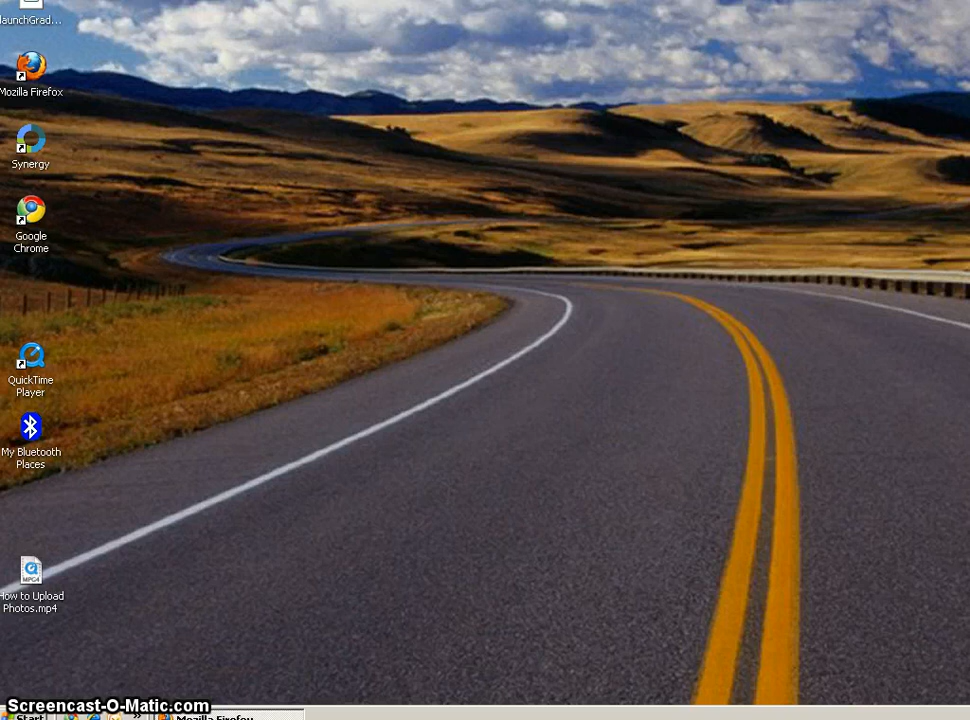 launchGrad...
Mozilla Firefox
Synergy
Google
Chrome
QuickTime
Player
My Bluetooth
Places
MPG4
How to Upload
Photos.mp4
Screencast-O-Matic.com
Start
Mozilla Firefox